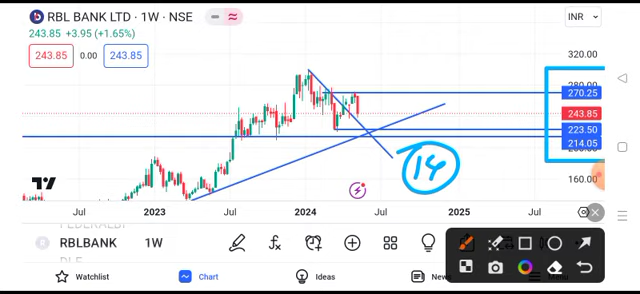 RBL BANK LTD · 1W · NSE
INR
243.85 +3.95 (+1.65%)
243.85 0.00 243.85
320.00
280.00
270.25
243.85
223.50
214.05
160.00
14
Jul 2023 Jul 2024 Jul 2025 Jul
RBLBANK 1W
Watchlist Chart Ideas News Menu